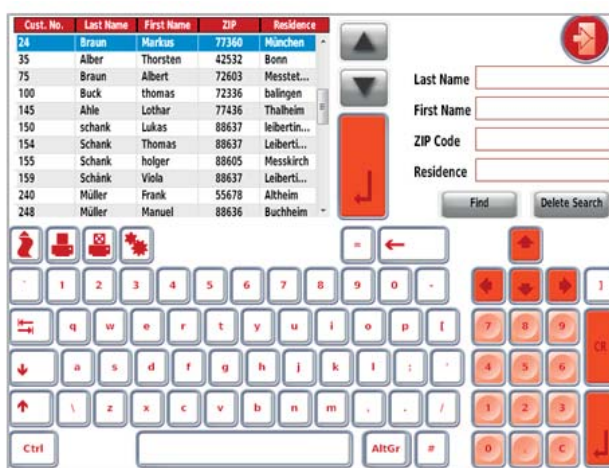 Cust. No. Last Name First Name ZIP Residence
24 Braun Markus 77360 München
35 Alber Thorsten 42532 Bonn
75 Braun Albert 72603 Messtet...
100 Buck thomas 72336 balingen
145 Ahle Lothar 77436 Thalheim
150 schank Lukas 88637 leibertin...
154 Schank Thomas 88637 Leiberti...
155 Schank holger 88605 Messkirch
159 Schänk Viola 88637 Leiberti...
240 Müller Frank 55678 Altheim
248 Müller Manuel 88636 Buchheim
Last Name
First Name
ZIP Code
Residence
Find Delete Search
=
` 1 2 3 4 5 6 7 8 9 0 - ]
q w e r t y u i o p [ 7 8 9
CR
a s d f g h j k l ; ' 4 5 6
\ z x c v b n m , . / 1 2 3
Ctrl AltGr # 0 . C